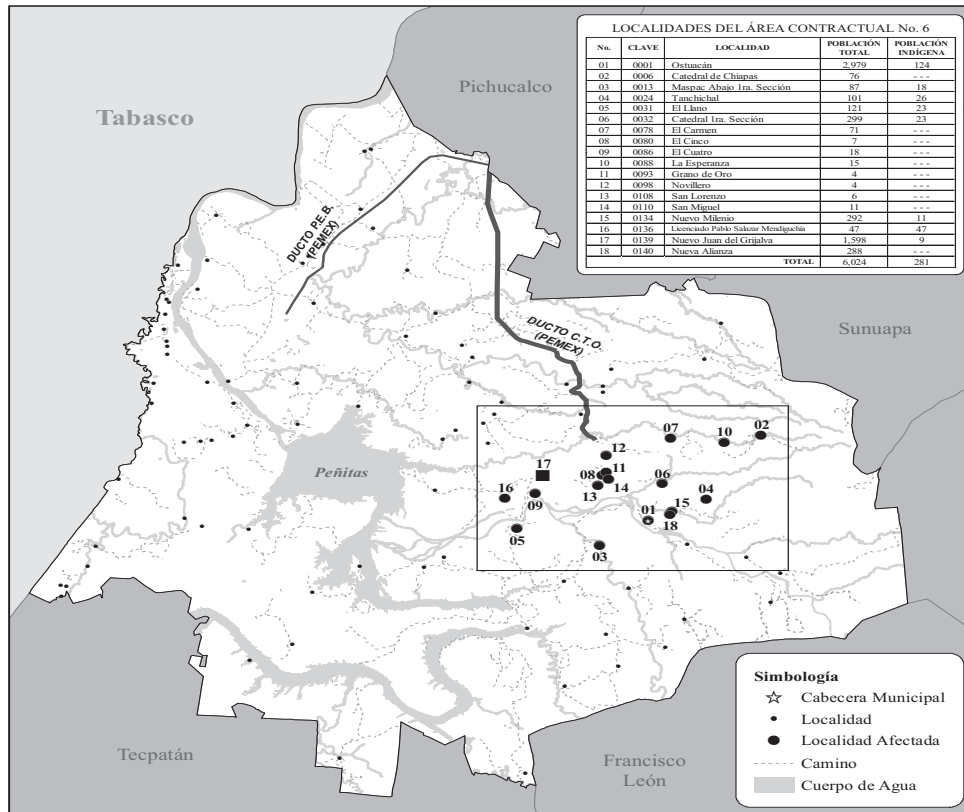 LOCALIDADES DEL ÁREA CONTRACTUAL No. 6
No. CLAVE LOCALIDAD POBLACIÓN TOTAL POBLACIÓN INDÍGENA
01 0001 Ostuacán 2,979 124
02 0006 Catedral de Chiapas 76 - - -
03 0013 Maspac Abajo 1ra. Sección 87 18
04 0024 Tanchichal 101 26
05 0031 El Llano 121 23
06 0032 Catedral 1ra. Sección 299 23
07 0078 El Carmen 71 - - -
08 0080 El Cinco 7 - - -
09 0086 El Cuatro 18 - - -
10 0088 La Esperanza 15 - - -
11 0093 Grano de Oro 4 - - -
12 0098 Novillero 4 - - -
13 0108 San Lorenzo 6 - - -
14 0110 San Miguel 11 - - -
15 0134 Nuevo Milenio 292 11
16 0136 Licenciado Pablo Salazar Mendiguchia 47 47
17 0139 Nuevo Juan del Grijalva 1,598 9
18 0140 Nueva Alianza 288 - - -
TOTAL 6,024 281
Pichucalco
Tabasco
DUCTO P.E.B.
(PEMEX)
DUCTO C.T.O.
(PEMEX)
Sunuapa
Peñitas
07
10
02
12
17
08
11
06
16
09
13
14
04
01
15
18
05
03
Tecpatán
Francisco
León
Simbología
Cabecera Municipal
Localidad
Localidad Afectada
Camino
Cuerpo de Agua